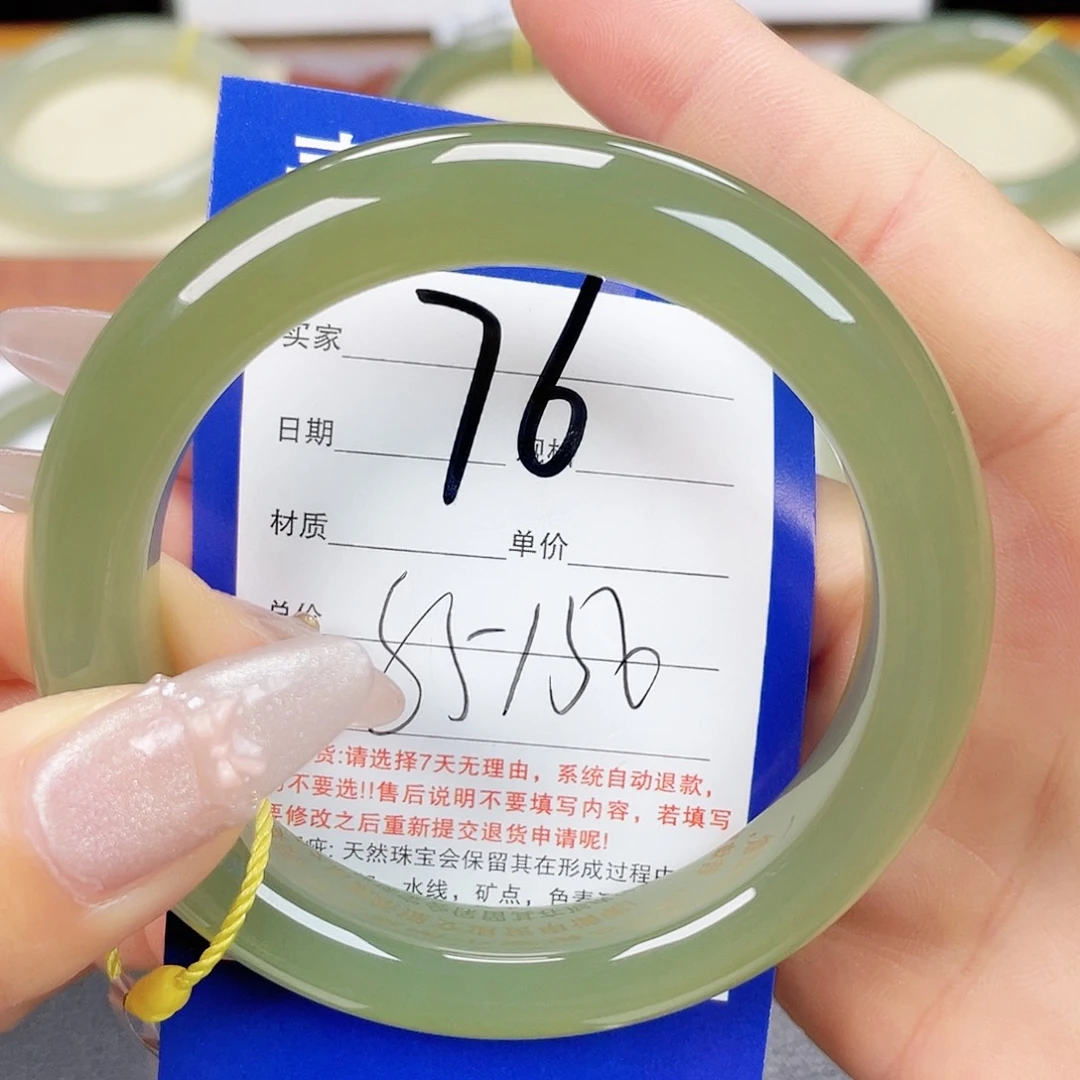 76
买家
日期 规格
材质 单价
总价
55-156
货:请选择7天无理由，系统自动退款，
不要选!!售后说明不要填写内容，若填写
要修改之后重新提交退货申请呢!
疵: 天然珠宝会保留其在形成过程中
水线，矿点，色素